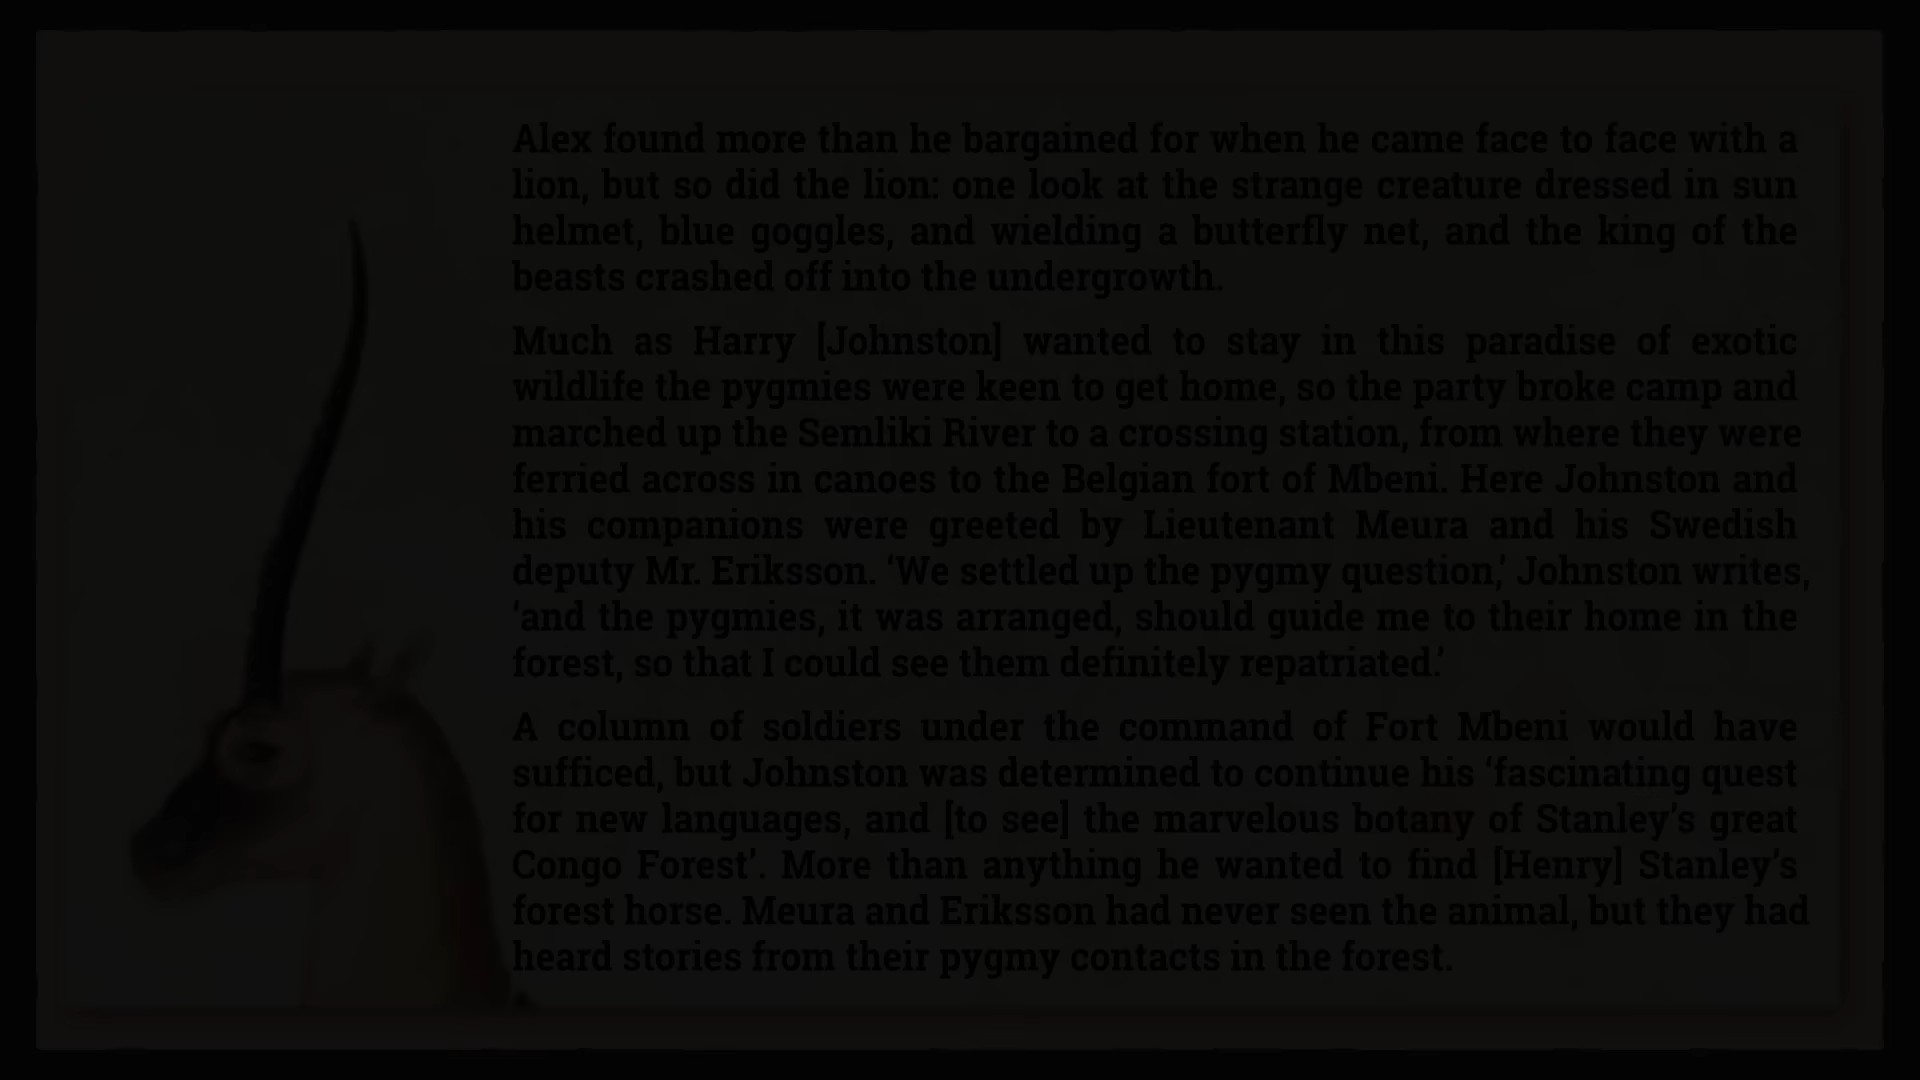 Alex found more than he bargained for when he came face to face with a
lion, but so did the lion: one look at the strange creature dressed in sun
helmet, blue goggles, and wielding a butterfly net, and the king of the
beasts crashed off into the undergrowth.
Much as Harry [Johnston] wanted to stay in this paradise of exotic
wildlife the pygmies were keen to get home, so the party broke camp and
marched up the Semliki River to a crossing station, from where they were
ferried across in canoes to the Belgian fort of Mbeni. Here Johnston and
his companions were greeted by Lieutenant Meura and his Swedish
deputy Mr. Eriksson. ‘We settled up the pygmy question,’ Johnston writes,
‘and the pygmies, it was arranged, should guide me to their home in the
forest, so that I could see them definitely repatriated.’
A column of soldiers under the command of Fort Mbeni would have
sufficed, but Johnston was determined to continue his ‘fascinating quest
for new languages, and [to see] the marvelous botany of Stanley’s great
Congo Forest’. More than anything he wanted to find [Henry] Stanley’s
forest horse. Meura and Eriksson had never seen the animal, but they had
heard stories from their pygmy contacts in the forest.